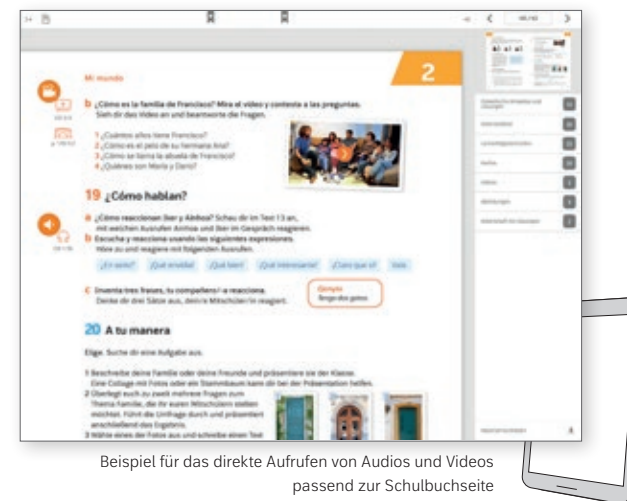 2
Mi mundo
b ¿Cómo es la familia de Francisco? Mira el vídeo y contesta a las preguntas.
Sieh dir das Video an und beantworte die Fragen.
1 ¿Cuántos años tiene Francisco?
2 ¿Cómo es el pelo de su hermana Ana?
3 ¿Cómo se llama la abuela de Francisco?
4 ¿Quiénes son María y Darío?
19 ¿Cómo hablan?
a ¿Cómo reaccionan Iker y Ainhoa? Schau dir im Text 13 an,
mit welchen Ausrufen Ainhoa und Iker im Gespräch reagieren.
b Escucha y reacciona usando las siguientes expresiones.
Höre zu und reagiere mit folgenden Ausrufen.
¿En serio? ¡Qué envidia! ¡Qué bien! ¡Qué interesante! ¡Claro que sí! Vale.
c Inventa tres frases, tu compañero/-a reacciona.
Denke dir drei Sätze aus, dein/e Mitschüler/in reagiert.
Ejemplo
Tengo dos gatos.
20 A tu manera
Elige. Suche dir eine Aufgabe aus.
1 Beschreibe deine Familie oder deine Freunde und präsentiere sie der Klasse.
Eine Collage mit Fotos oder ein Stammbaum kann dir bei der Präsentation helfen.
2 Überlegt euch zu zweit mehrere Fragen zum
Thema Familie, die ihr euren Mitschülern stellen
möchtet. Führt die Umfrage durch und präsentiert
anschließend das Ergebnis.
3 Wähle eines der Fotos aus und schreibe einen Text
Beispiel für das direkte Aufrufen von Audios und Videos
passend zur Schulbuchseite